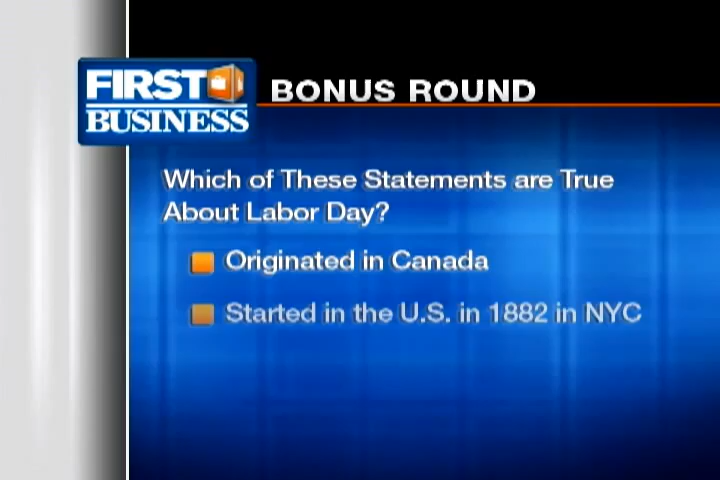 FIRST
BUSINESS
BONUS ROUND
Which of These Statements are True
About Labor Day?
Originated in Canada
Started in the U.S. in 1882 in NYC